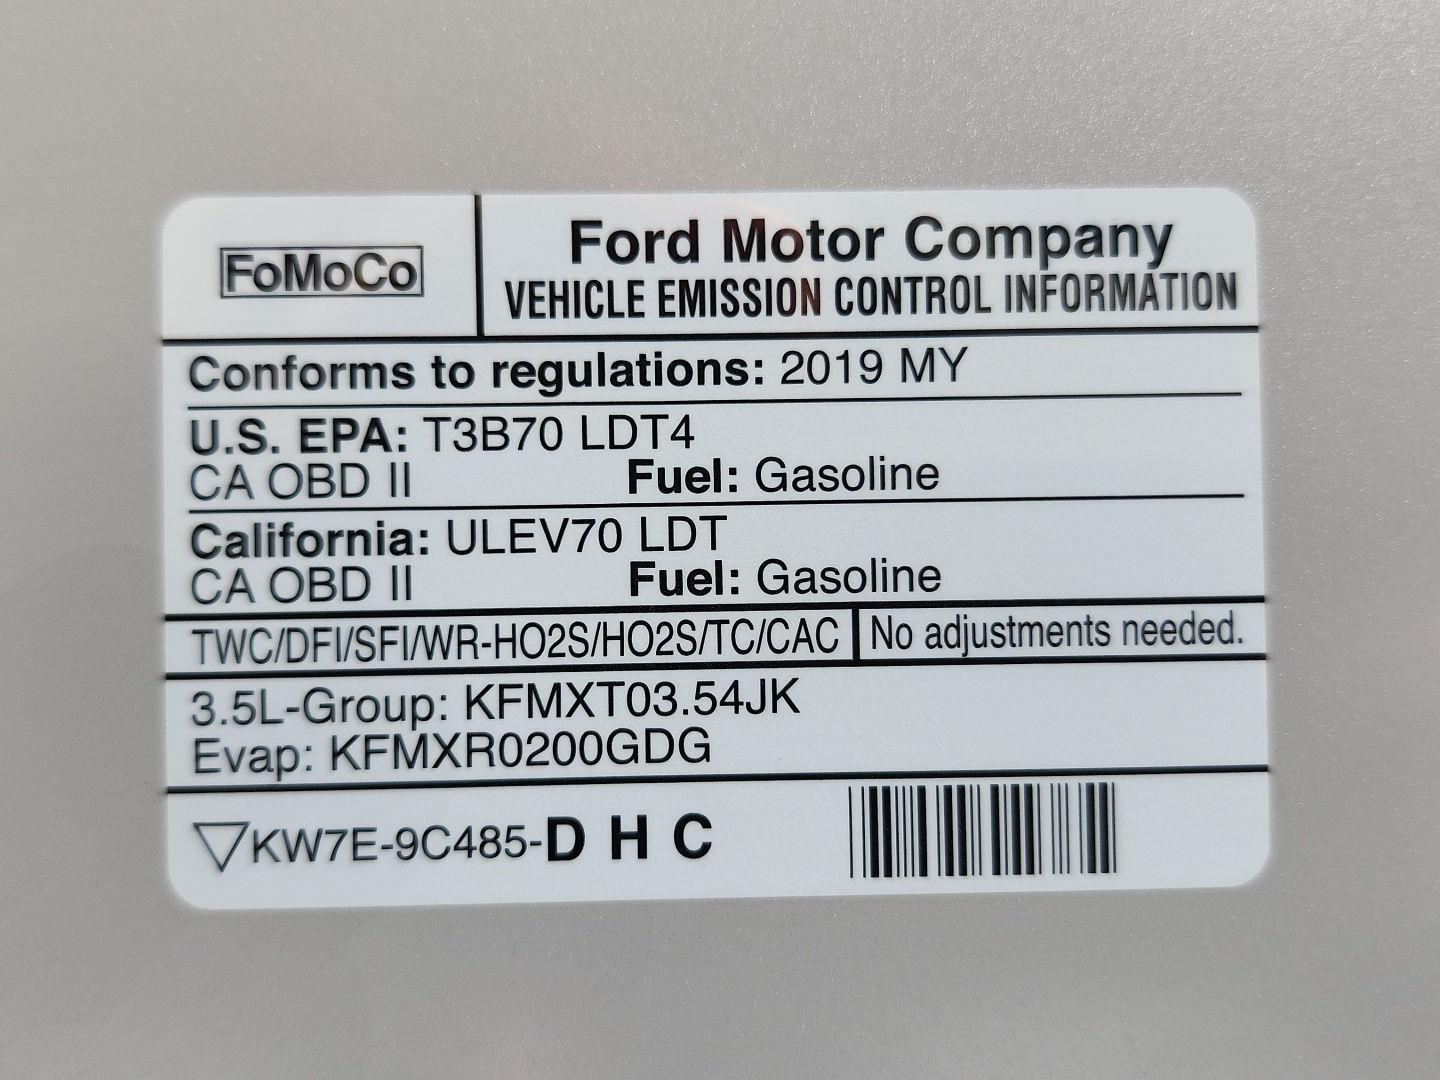 FoMoCo
Ford Motor Company
VEHICLE EMISSION CONTROL INFORMATION
Conforms to regulations: 2019 MY
U.S. EPA: T3B70 LDT4
CA OBD II Fuel: Gasoline
California: ULEV70 LDT
CA OBD II Fuel: Gasoline
TWC/DFI/SFI/WR-HO2S/HO2S/TC/CAC No adjustments needed.
3.5L-Group: KFMXT03.54JK
Evap: KFMXR0200GDG
KW7E-9C485-D H C